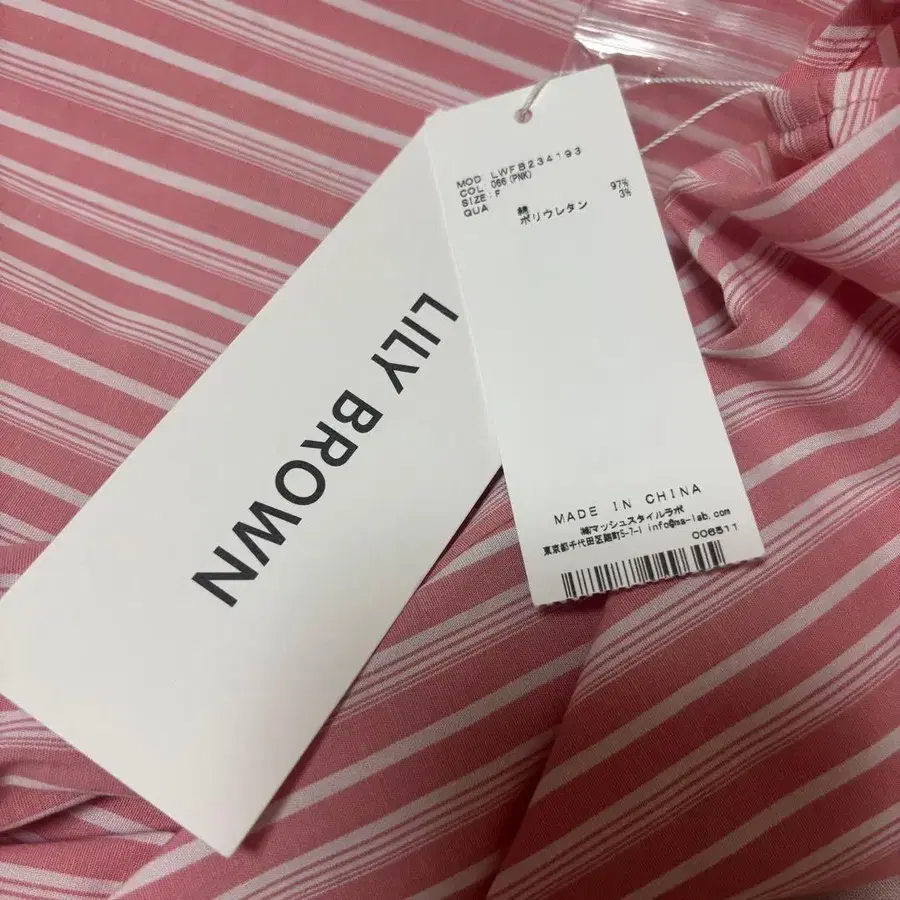 LILY BROWN
MOD: LWFB234193
COL: 066(PNK)
SIZE: F
QUA 綿 97%
ポリウレタン 3%
MADE IN CHINA
㈱マッシュスタイルラボ
東京都千代田区麹町5-7-1 info@ma-lab.com
006511